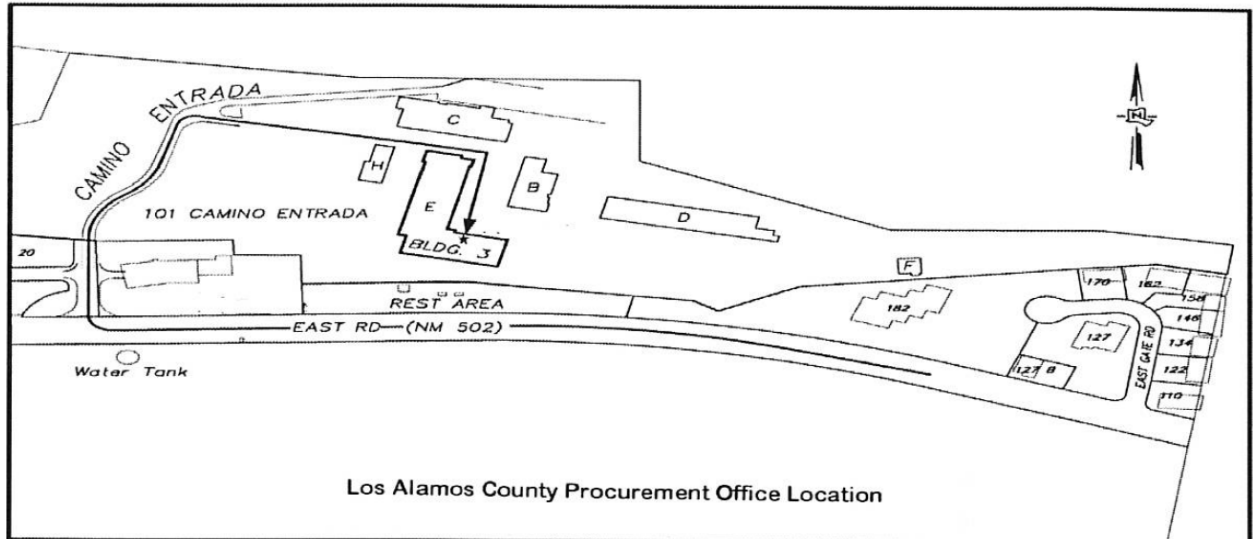 CAMINO ENTRADA
C
N
H
B
E
D
101 CAMINO ENTRADA
BLDG. 3
20
F
REST AREA
170
162
158
182
146
EAST RD (NM 502)
127
134
EAST GATE RD
Water Tank
127 B
122
110
Los Alamos County Procurement Office Location